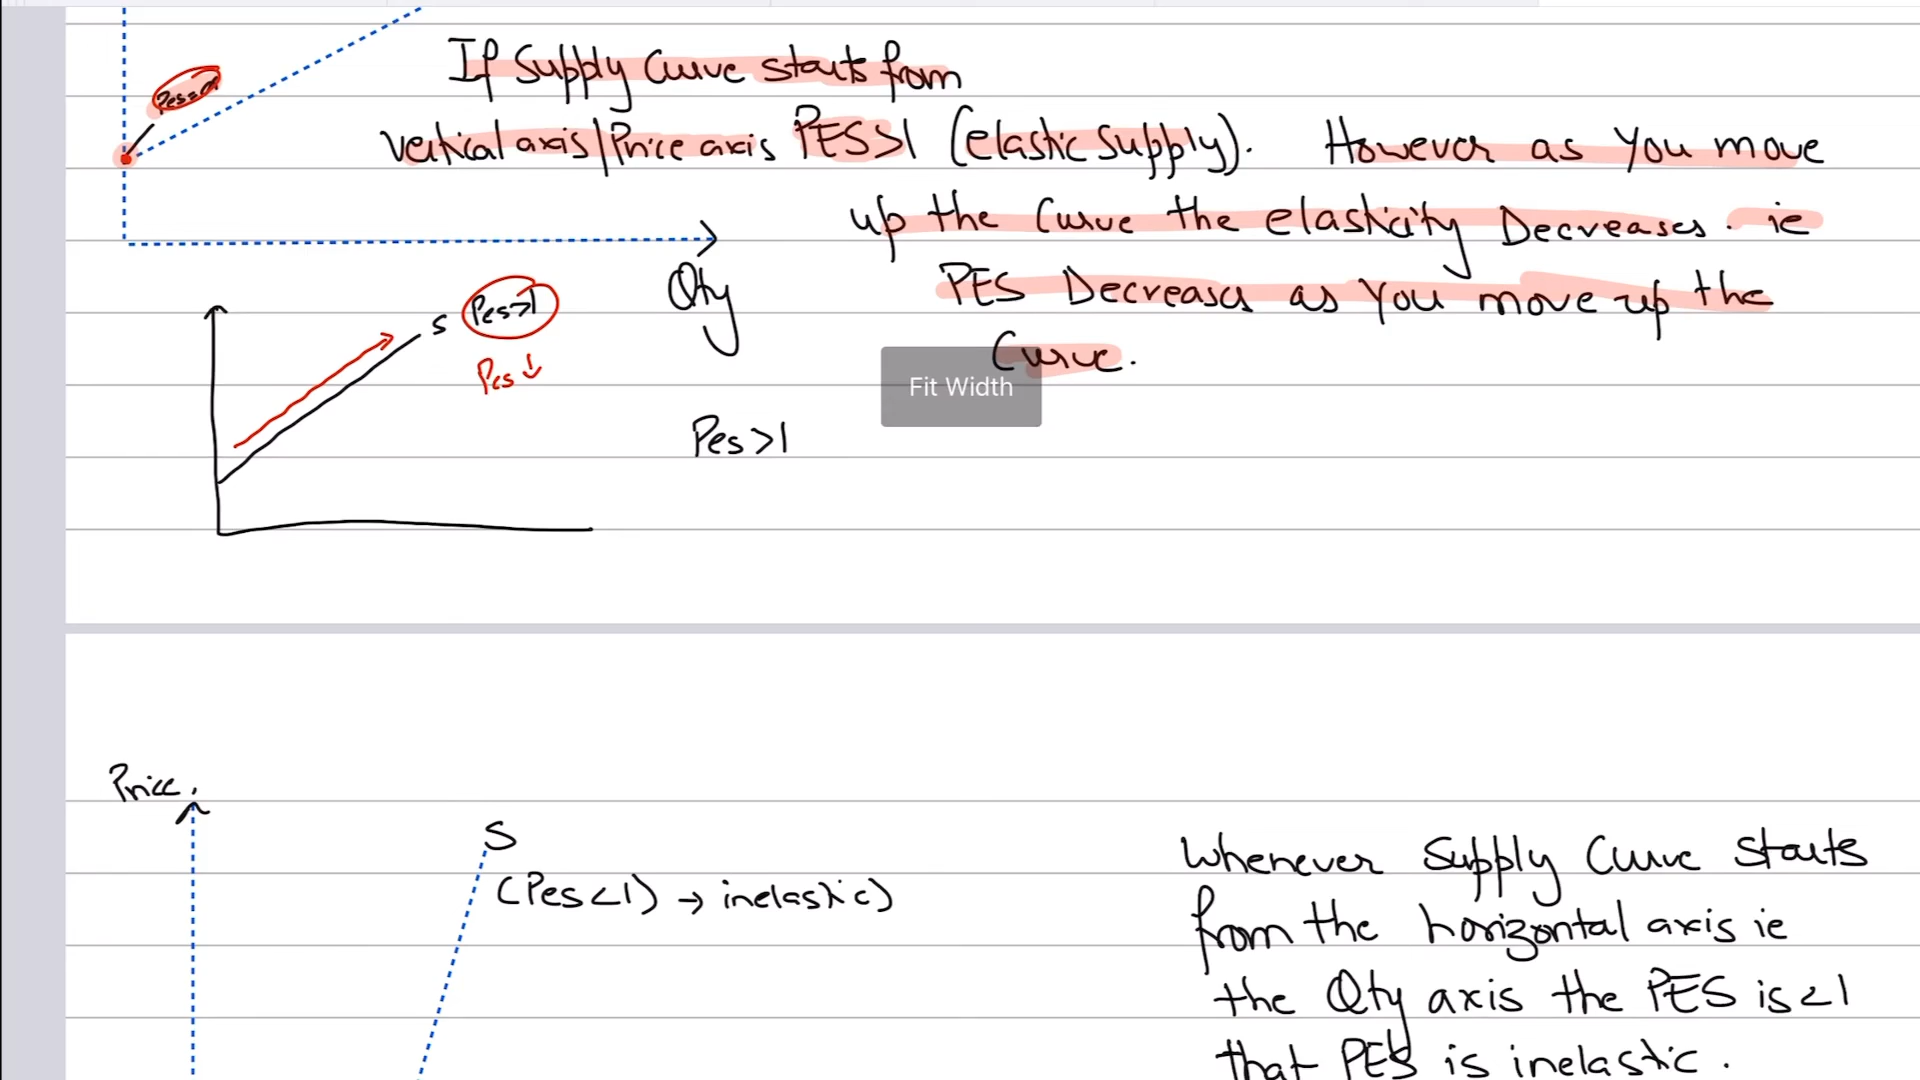 If Supply Curve starts from
Pes=α
vertical axis/Price axis PES>1 (elastic supply). However as You move
up the Curve the elasticity Decreases. ie
Qty
PES Decreases as You move up the
Curve.
S Pes>1
Pes↓
Fit Width
Pes>1
Price.
S
(Pes<1) → inelastic)
Whenever Supply Curve starts
from the horizontal axis ie
the Qty axis the PES is <1
that PES is inelastic.